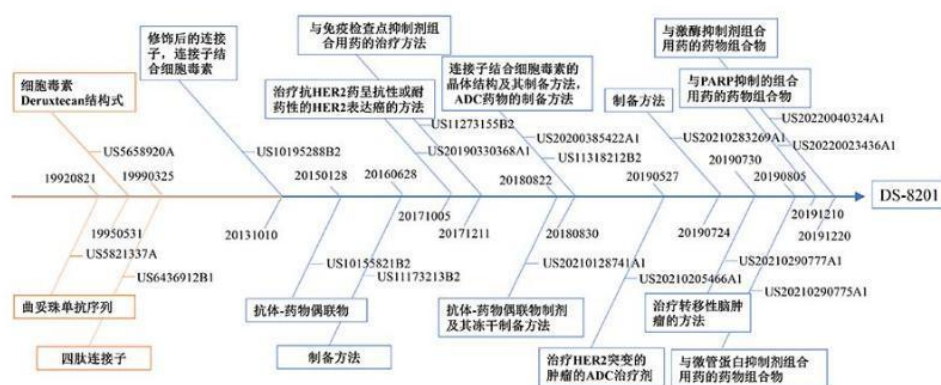 修饰后的连接
子，连接子结
合细胞毒素
与免疫检查点抑制剂组
合用药的治疗方法
与激酶抑制剂组合
用药的药物组合物
细胞毒素
Deruxtecan结构式
治疗抗HER2药呈抗性或耐
药性的HER2表达癌的方法
连接子结合细胞毒素的
晶体结构及其制备方法，
ADC药物的制备方法
制备方法
与PARP抑制的组合
用药的药物组合物
US5658920A
US10195288B2
US11273155B2
US20190330368A1
US20200385422A1
US11318212B2
US20210283269A1
US20220040324A1
US20220023436A1
19920821
19990325
20150128
20160628
20180822
20190527
20190730
20190805
DS-8201
19950531
20131010
20171005
20171211
20180830
20190724
20191210
20191220
US5821337A
US6436912B1
US10155821B2
US11173213B2
US20210128741A1
US20210205466A1
US20210290777A1
US20210290775A1
曲妥珠单抗序列
四肽连接子
抗体-药物偶联物
制备方法
抗体-药物偶联物制剂
及其冻干制备方法
治疗HER2突变的
肿瘤的ADC治疗剂
治疗转移性脑肿
瘤的方法
与微管蛋白抑制剂组合
用药的药物组合物